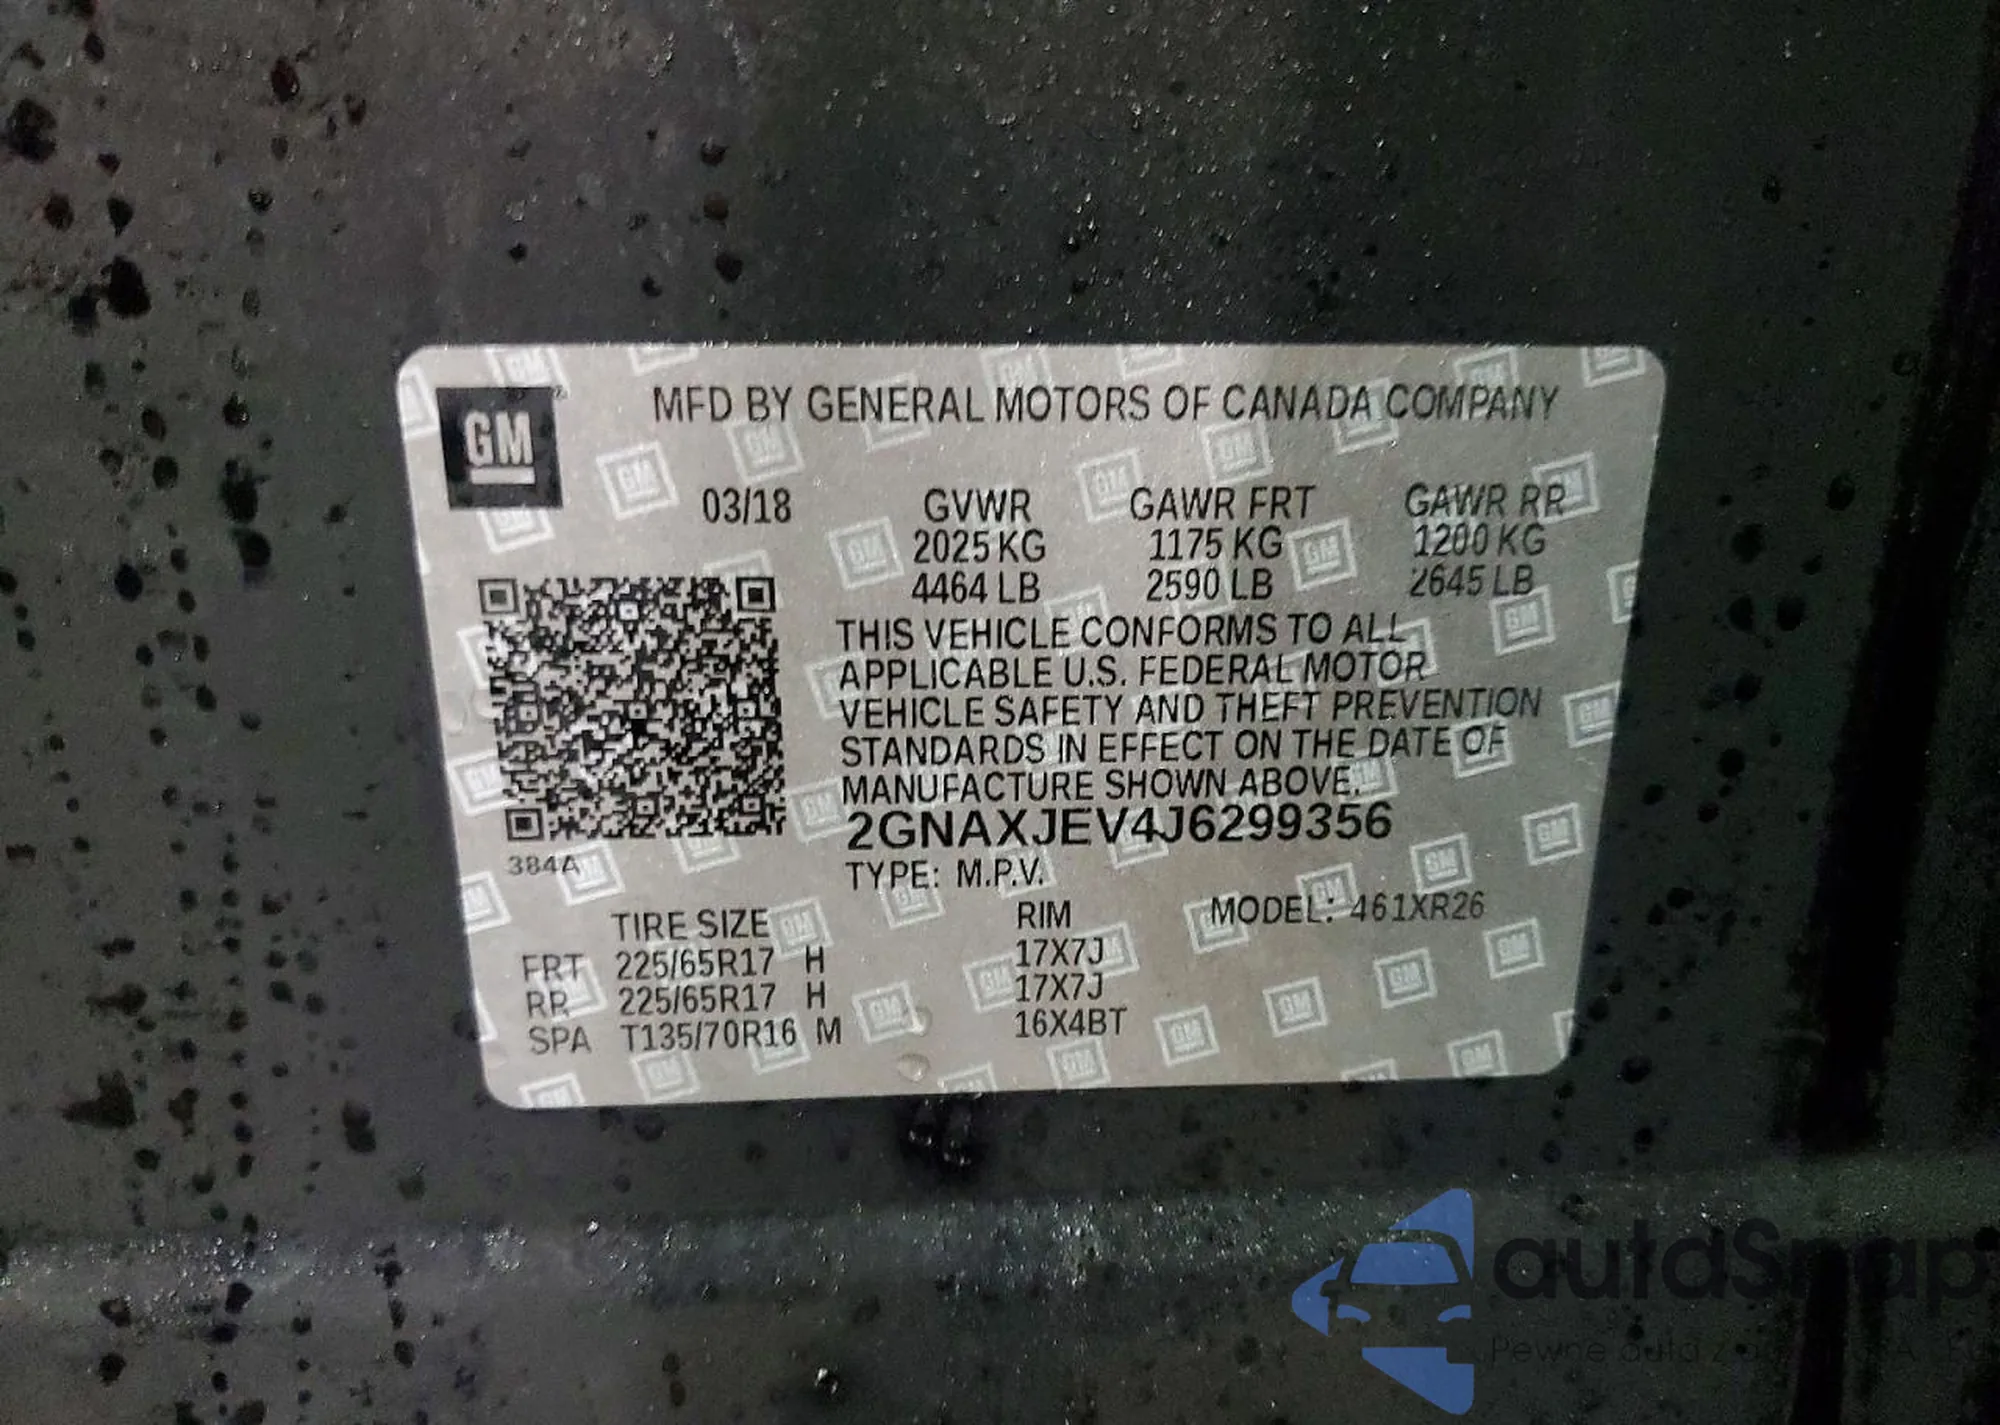 GM
MFD BY GENERAL MOTORS OF CANADA COMPANY
03/18 GVWR GAWR FRT GAWR RR
2025 KG 1175 KG 1200 KG
4464 LB 2590 LB 2645 LB
THIS VEHICLE CONFORMS TO ALL
APPLICABLE U.S. FEDERAL MOTOR
VEHICLE SAFETY AND THEFT PREVENTION
STANDARDS IN EFFECT ON THE DATE OF
MANUFACTURE SHOWN ABOVE.
2GNAXJEV4J6299356
384A
TYPE: M.P.V.
TIRE SIZE RIM MODEL: 461XR26
FRT 225/65R17 H 17X7J
RR 225/65R17 H 17X7J
SPA T135/70R16 M 16X4BT
autaSnap
Pewne auta z